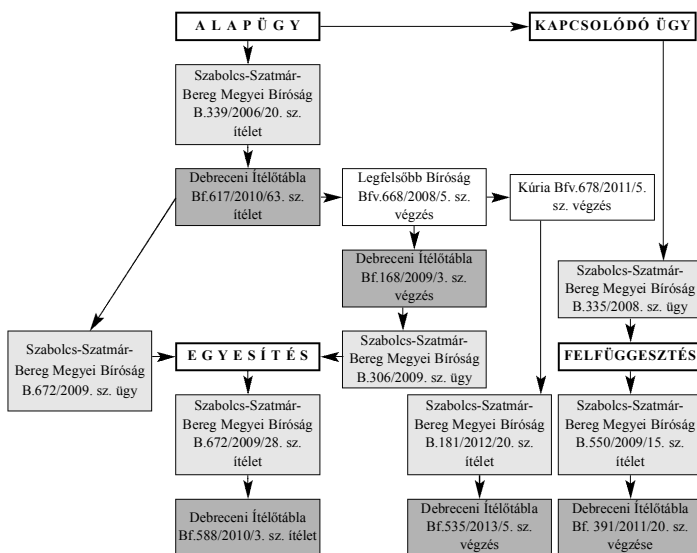 A L A P Ü G Y
KAPCSOLÓDÓ ÜGY
Szabolcs-Szatmár-
Bereg Megyei Bíróság
B.339/2006/20. sz.
ítélet
Debreceni Ítélőtábla
Bf.617/2010/63. sz.
ítélet
Legfelsőbb Bíróság
Bfv.668/2008/5. sz.
végzés
Kúria Bfv.678/2011/5.
sz. végzés
Debreceni Ítélőtábla
Bf.168/2009/3. sz.
végzés
Szabolcs-Szatmár-
Bereg Megyei Bíróság
B.335/2008. sz. ügy
Szabolcs-Szatmár-
Bereg Megyei Bíróság
B.672/2009. sz. ügy
E G Y E S Í T É S
Szabolcs-Szatmár-
Bereg Megyei Bíróság
B.306/2009. sz. ügy
FELFÜGGESZTÉS
Szabolcs-Szatmár-
Bereg Megyei Bíróság
B.672/2009/28. sz.
ítélet
Szabolcs-Szatmár-
Bereg Megyei Bíróság
B.181/2012/20. sz.
ítélet
Szabolcs-Szatmár-
Bereg Megyei Bíróság
B.550/2009/15. sz.
ítélet
Debreceni Ítélőtábla
Bf.588/2010/3. sz. ítélet
Debreceni Ítélőtábla
Bf.535/2013/5. sz.
végzés
Debreceni Ítélőtábla
Bf. 391/2011/20. sz.
végzése